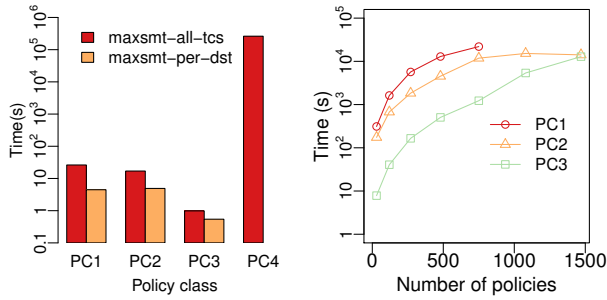 maxsmt-all-tcs
maxsmt-per-dst
Time(s)
0.1
1
10
10^2
10^3
10^4
10^5
10^6
PC1 PC2 PC3 PC4
Policy class
Time (s)
1
10
10^2
10^3
10^4
10^5
PC1
PC2
PC3
0 500 1000 1500
Number of policies